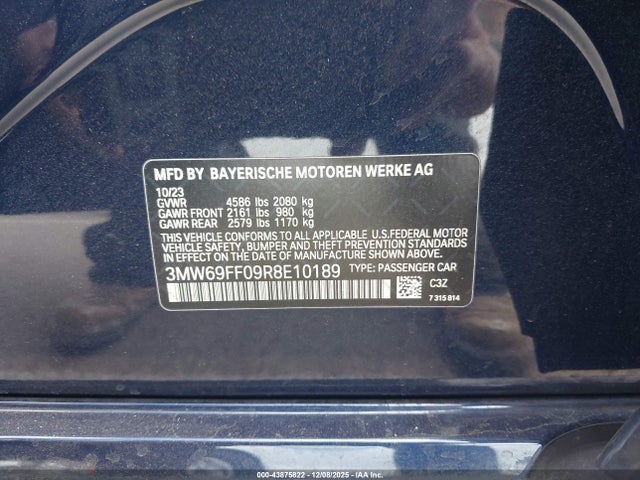 MFD BY BAYERISCHE MOTOREN WERKE AG
10/23
GVWR 4586 lbs 2080 kg
GAWR FRONT 2161 lbs 980 kg
GAWR REAR 2579 lbs 1170 kg
THIS VEHICLE CONFORMS TO ALL APPLICABLE U.S.FEDERAL MOTOR
VEHICLE SAFETY, BUMPER, AND THEFT PREVENTION STANDARDS
IN EFFECT ON THE DATE OF MANUFACTURE SHOWN ABOVE.
3MW69FF09R8E10189 TYPE: PASSENGER CAR
C3Z
7 315 814
000-43875822 | 12/08/2025 | COPART